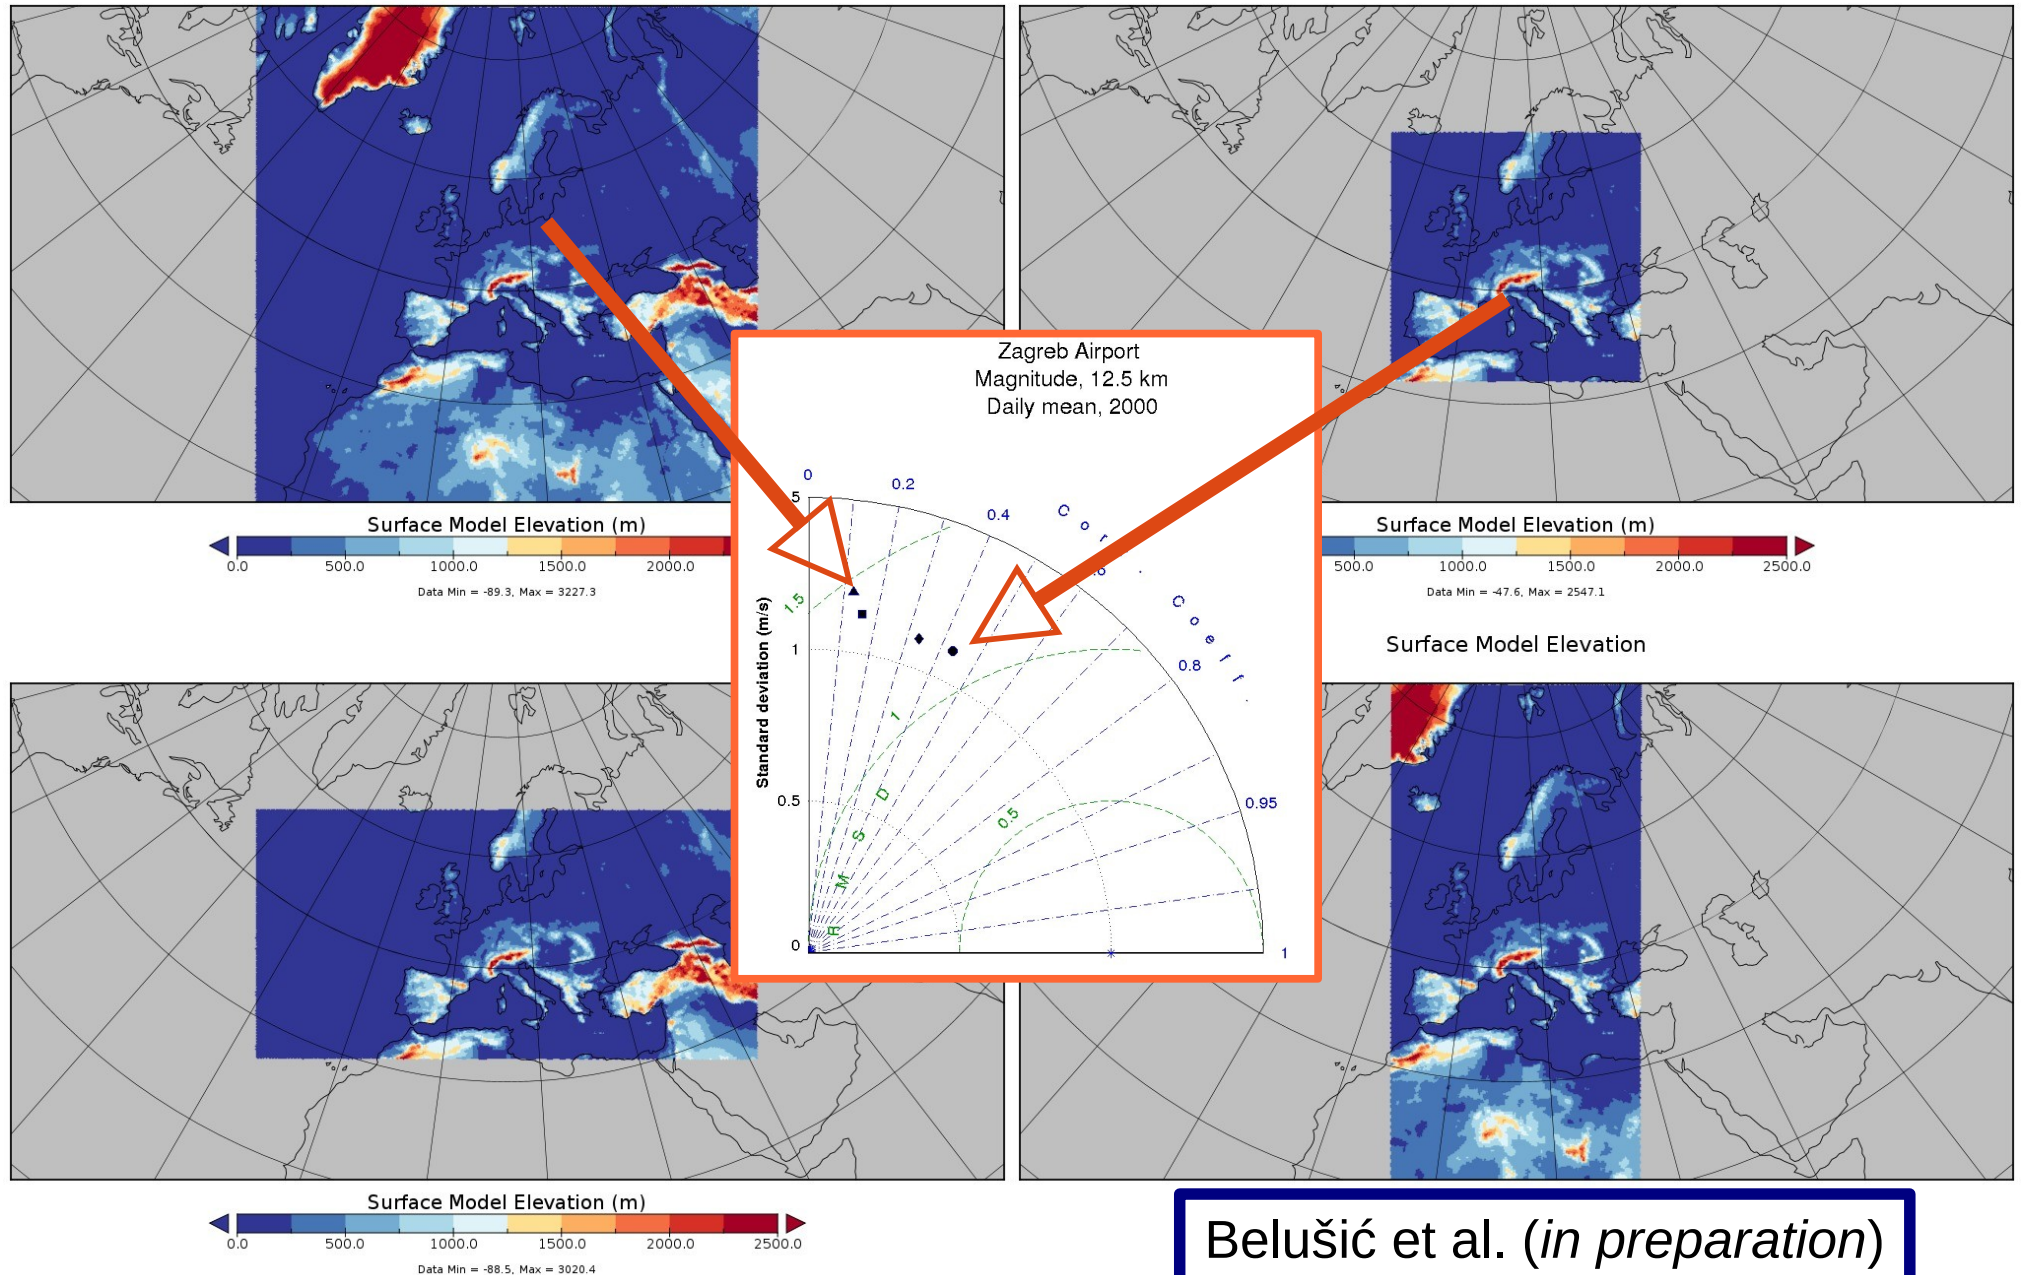 Surface Model Elevation (m)
0.0 500.0 1000.0 1500.0 2000.0
Data Min = -89.3, Max = 3227.3
Surface Model Elevation (m)
500.0 1000.0 1500.0 2000.0 2500.0
Data Min = -47.6, Max = 2547.1
Surface Model Elevation
Zagreb Airport
Magnitude, 12.5 km
Daily mean, 2000
0
0.2
0.4
0.8
0.95
1
Coeff.
5
1.5
1
0.5
0
Standard deviation (m/s)
1
0.5
RMSD
Surface Model Elevation (m)
0.0 500.0 1000.0 1500.0 2000.0 2500.0
Data Min = -88.5, Max = 3020.4
Belušić et al. (in preparation)